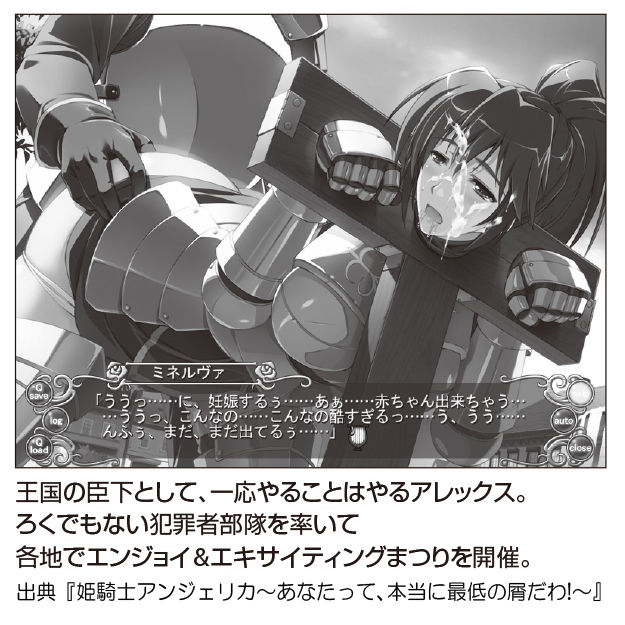 ミネルヴァ
「ううっ……に、妊娠するぅ……あぁ……赤ちゃん出来ちゃう…
…ううっ、こんなの……こんなの酷すぎるっ……う、うう……
んふぅ、まだ、まだ出てるぅ……」
Q save
log
Q load
auto
close
王国の臣下として、一応やることはやるアレックス。
ろくでもない犯罪者部隊を率いて
各地でエンジョイ&エキサイティングまつりを開催。
出典『姫騎士アンジェリカ～あなたって、本当に最低の屑だわ!～』